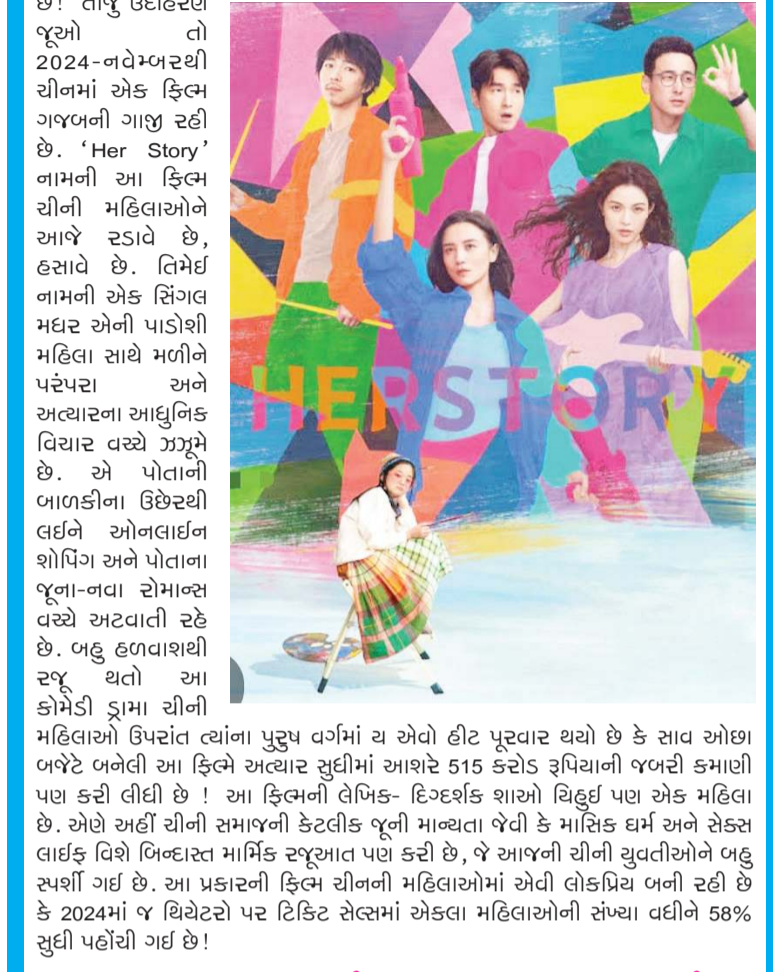 છે! તાજું ઉદાહરણ
જૂઓ તો
2024-નવેમ્બરથી
ચીનમાં એક ફિલ્મ
ગજબની ગાજી રહી
છે. ‘Her Story’
નામની આ ફિલ્મ
ચીની મહિલાઓને
આજે રડાવે છે,
હસાવે છે. તિમેઈ
નામની એક સિંગલ
મધર એની પાડોશી
મહિલા સાથે મળીને
પરંપરા અને
અત્યારના આધુનિક
વિચાર વચ્ચે ઝઝૂમે
છે. એ પોતાની
બાળકીના ઉછેરથી
લઈને ઓનલાઈન
શોપિંગ અને પોતાના
જૂના-નવા રોમાન્સ
વચ્ચે અટવાતી રહે
છે. બહુ હળવાશથી
રજૂ થતો આ
કોમેડી ડ્રામા ચીની
મહિલાઓ ઉપરાંત ત્યાંના પુરુષ વર્ગમાં ય એવો હીટ પૂરવાર થયો છે કે સાવ ઓછા
બજેટે બનેલી આ ફિલ્મે અત્યાર સુધીમાં આશરે 515 કરોડ રૂપિયાની જબરી કમાણી
પણ કરી લીધી છે ! આ ફિલ્મની લેખિક- દિગ્દર્શક શાઓ યિહુઈ પણ એક મહિલા
છે. એણે અહીં ચીની સમાજની કેટલીક જૂની માન્યતા જેવી કે માસિક ધર્મ અને સેક્સ
લાઈફ વિશે બિન્દાસ્ત માર્મિક રજૂઆત પણ કરી છે, જે આજની ચીની યુવતીઓને બહુ
સ્પર્શી ગઈ છે. આ પ્રકારની ફિલ્મ ચીનની મહિલાઓમાં એવી લોકપ્રિય બની રહી છે
કે 2024માં જ થિયેટરો પર ટિકિટ સેલ્સમાં એકલા મહિલાઓની સંખ્યા વધીને 58%
સુધી પહોંચી ગઈ છે!
HERSTORY